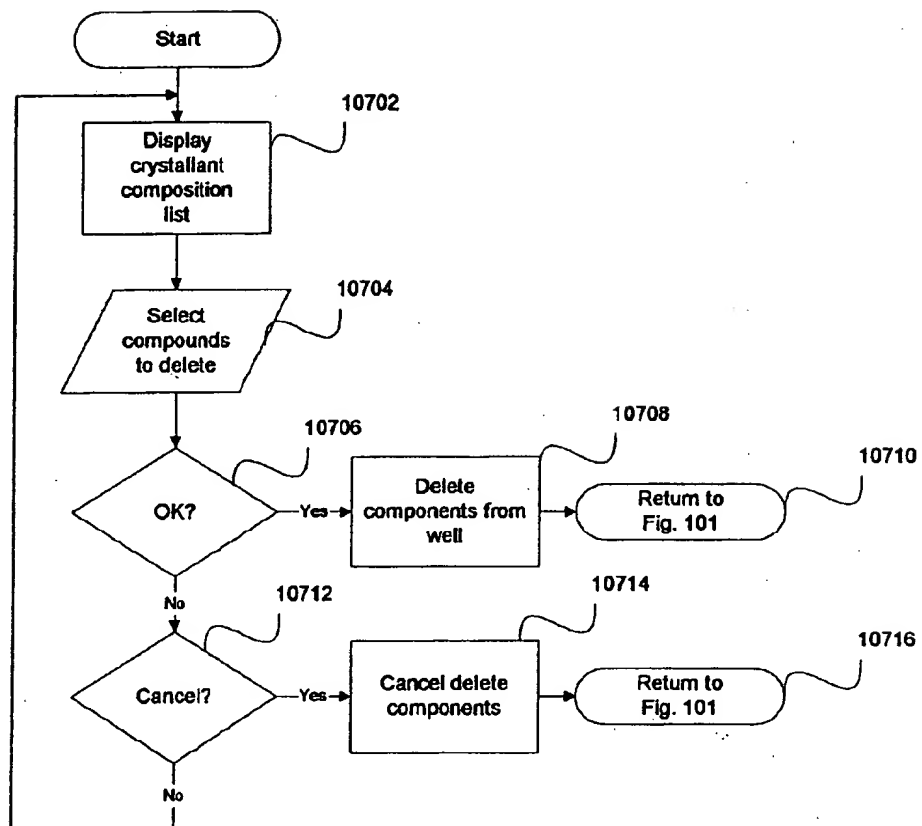 Start
10702
Display
crystallant
composition
list
10704
Select
compounds
to delete
10706
10708
10710
OK?
Yes
Delete
components from
well
Return to
Fig. 101
No
10712
10714
10716
Cancel?
Yes
Cancel delete
components
Return to
Fig. 101
No